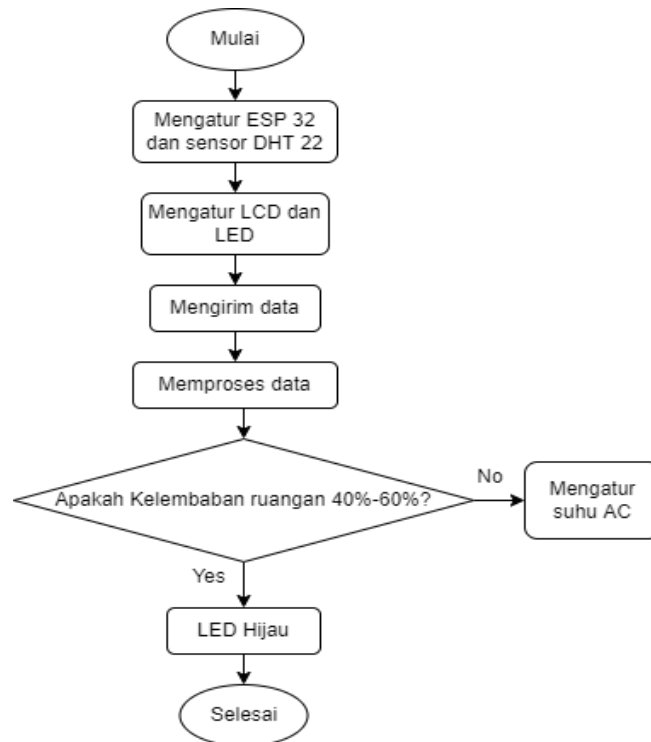 Mulai
Mengatur ESP 32
dan sensor DHT 22
Mengatur LCD dan
LED
Mengirim data
Memproses data
Apakah Kelembaban ruangan 40%-60%?
No
Mengatur
suhu AC
Yes
LED Hijau
Selesai